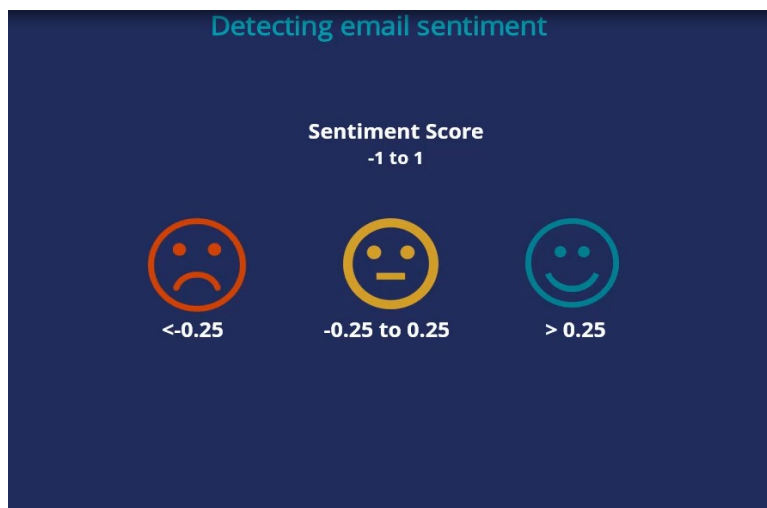 Detecting email sentiment
Sentiment Score
-1 to 1
<-0.25
-0.25 to 0.25
> 0.25